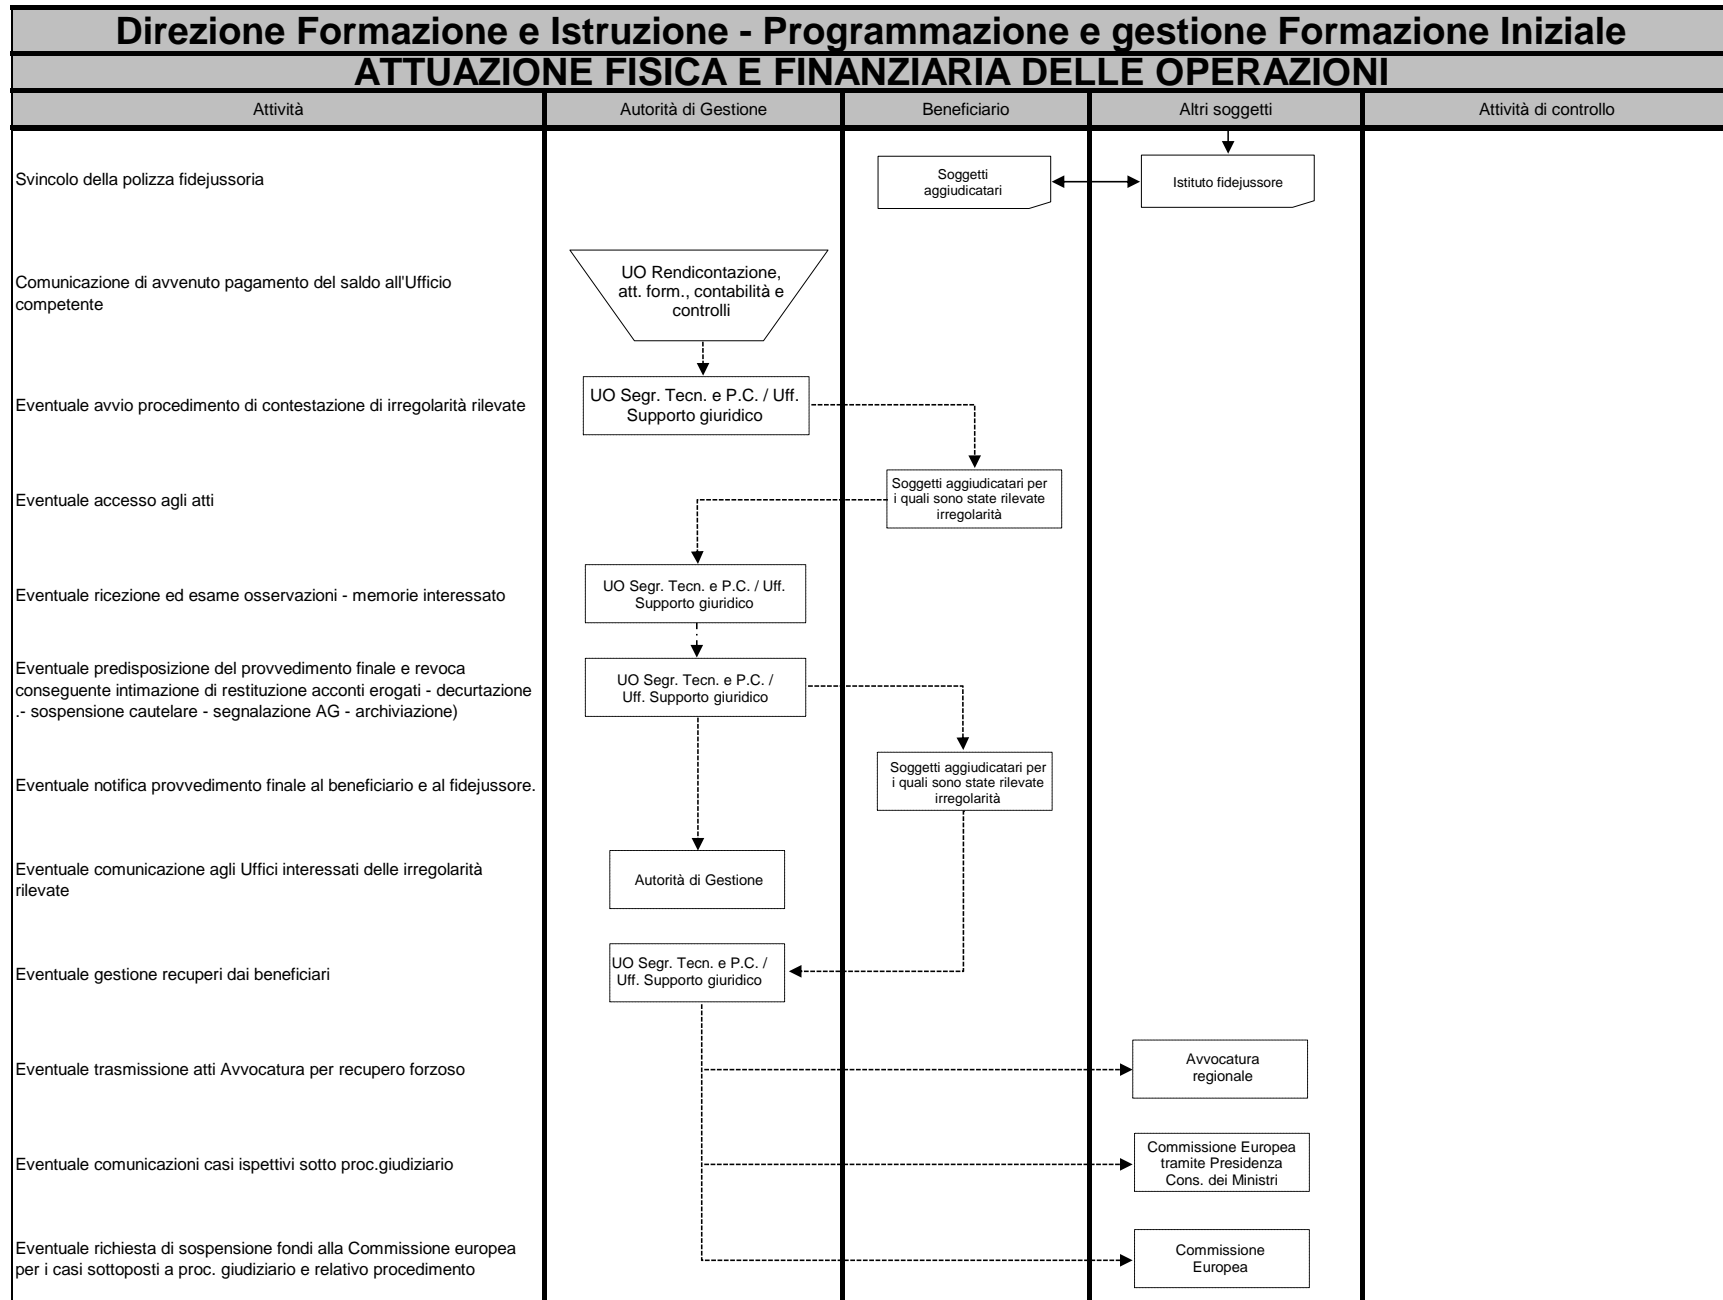 Direzione Formazione e Istruzione - Programmazione e gestione Formazione Iniziale
ATTUAZIONE FISICA E FINANZIARIA DELLE OPERAZIONI
Attività
Autorità di Gestione
Beneficiario
Altri soggetti
Attività di controllo
Svincolo della polizza fidejussoria
Soggetti
aggiudicatari
Istituto fidejussore
Comunicazione di avvenuto pagamento del saldo all'Ufficio
competente
UO Rendicontazione,
att. form., contabilità e
controlli
Eventuale avvio procedimento di contestazione di irregolarità rilevate
UO Segr. Tecn. e P.C. / Uff.
Supporto giuridico
Eventuale accesso agli atti
Soggetti aggiudicatari per
i quali sono state rilevate
irregolarità
Eventuale ricezione ed esame osservazioni - memorie interessato
UO Segr. Tecn. e P.C. / Uff.
Supporto giuridico
Eventuale predisposizione del provvedimento finale e revoca
conseguente intimazione di restituzione acconti erogati - decurtazione
.- sospensione cautelare - segnalazione AG - archiviazione)
UO Segr. Tecn. e P.C. /
Uff. Supporto giuridico
Eventuale notifica provvedimento finale al beneficiario e al fidejussore.
Soggetti aggiudicatari per
i quali sono state rilevate
irregolarità
Eventuale comunicazione agli Uffici interessati delle irregolarità
rilevate
Autorità di Gestione
Eventuale gestione recuperi dai beneficiari
UO Segr. Tecn. e P.C. /
Uff. Supporto giuridico
Eventuale trasmissione atti Avvocatura per recupero forzoso
Avvocatura
regionale
Eventuale comunicazioni casi ispettivi sotto proc.giudiziario
Commissione Europea
tramite Presidenza
Cons. dei Ministri
Eventuale richiesta di sospensione fondi alla Commissione europea
per i casi sottoposti a proc. giudiziario e relativo procedimento
Commissione
Europea